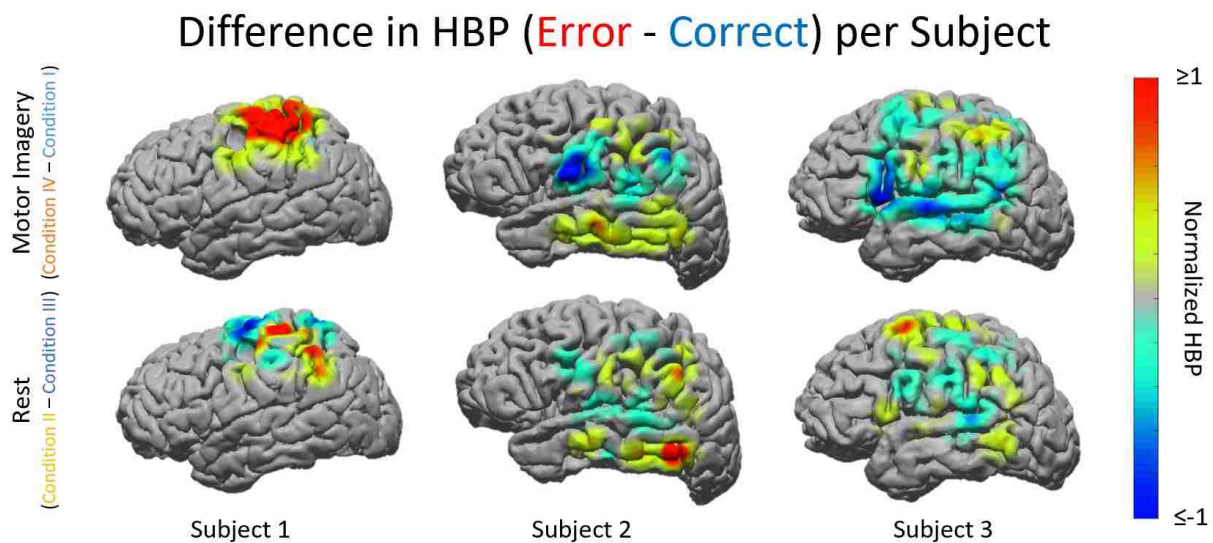 Difference in HBP (Error - Correct) per Subject
Motor Imagery
(Condition IV – Condition I)
Rest
(Condition II – Condition III)
≥1
Normalized HBP
≤-1
Subject 1
Subject 2
Subject 3